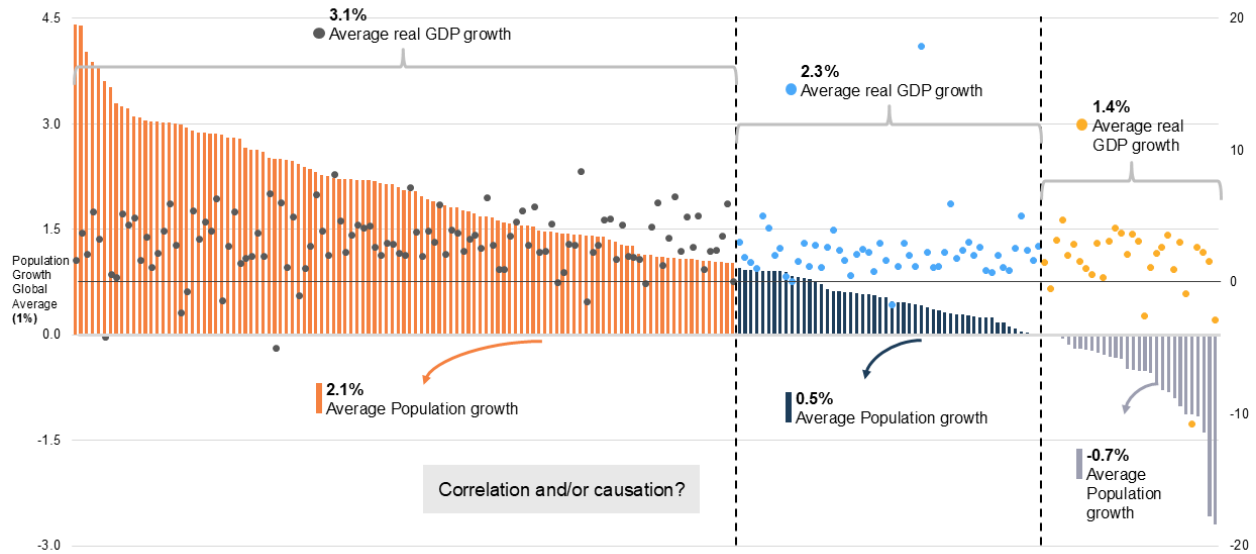 4.5
3.0
1.5
0.0
-1.5
-3.0
Population
Growth
Global
Average
(1%)
3.1%
Average real GDP growth
2.3%
Average real GDP growth
1.4%
Average real
GDP growth
2.1%
Average Population growth
0.5%
Average Population growth
-0.7%
Average
Population
growth
Correlation and/or causation?
20
10
0
-10
-20